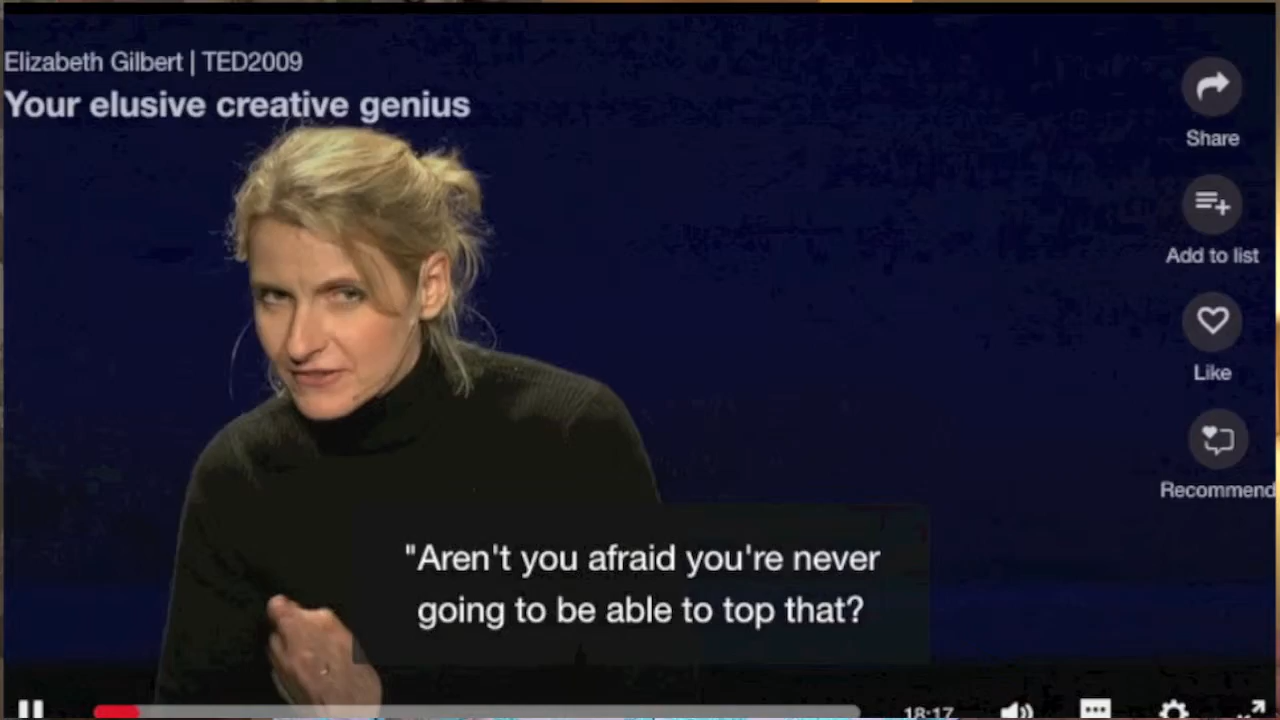 Elizabeth Gilbert | TED2009
Your elusive creative genius
Share
Add to list
Like
Recommend
"Aren't you afraid you're never
going to be able to top that?
18:17